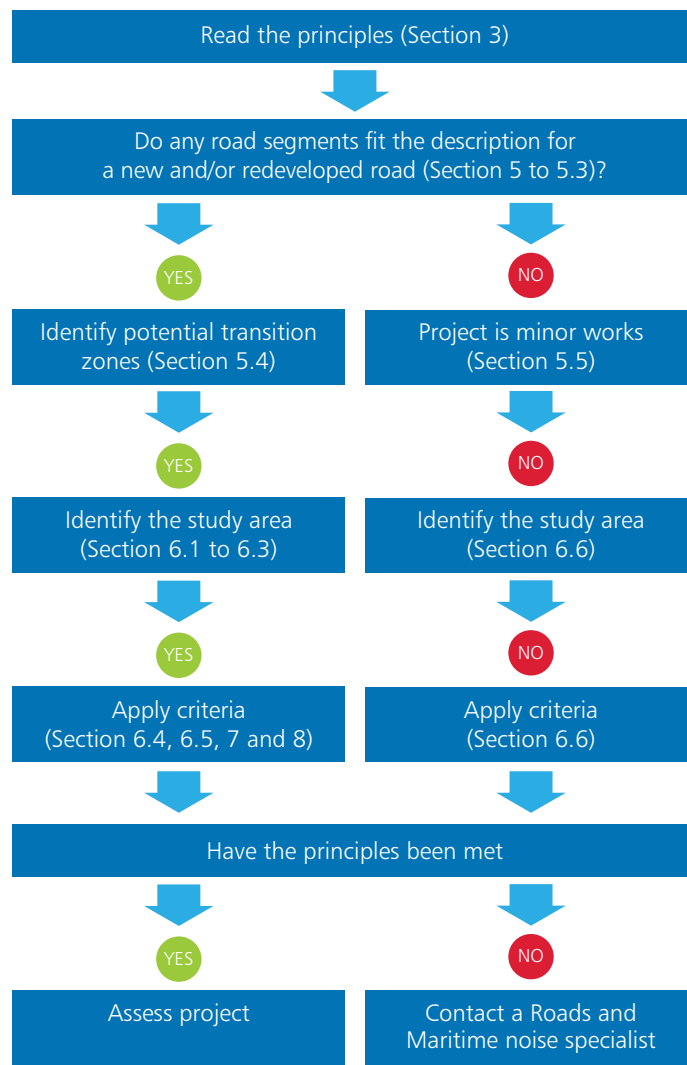 Read the principles (Section 3)
Do any road segments fit the description for
a new and/or redeveloped road (Section 5 to 5.3)?
YES
NO
Identify potential transition
zones (Section 5.4)
Project is minor works
(Section 5.5)
YES
NO
Identify the study area
(Section 6.1 to 6.3)
Identify the study area
(Section 6.6)
YES
NO
Apply criteria
(Section 6.4, 6.5, 7 and 8)
Apply criteria
(Section 6.6)
Have the principles been met
YES
NO
Assess project
Contact a Roads and
Maritime noise specialist